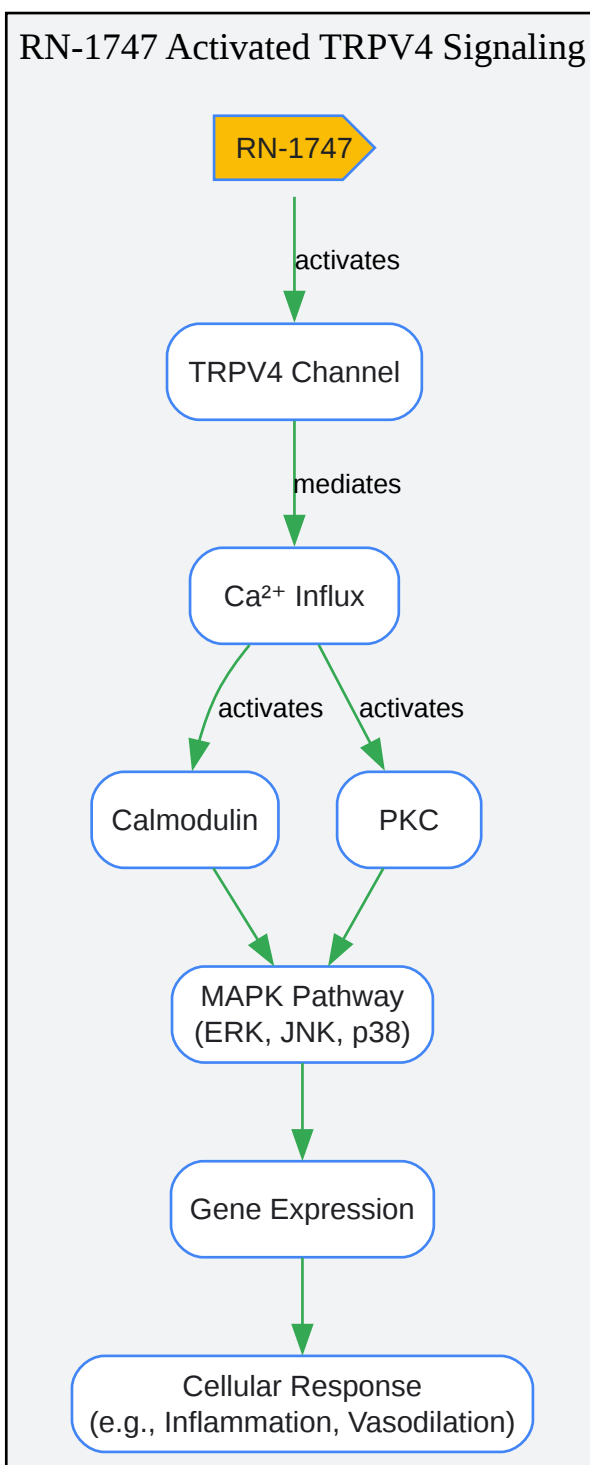 RN-1747 Activated TRPV4 Signaling
RN-1747
activates
TRPV4 Channel
mediates
Ca²⁺ Influx
activates
activates
Calmodulin
PKC
MAPK Pathway
(ERK, JNK, p38)
Gene Expression
Cellular Response
(e.g., Inflammation, Vasodilation)